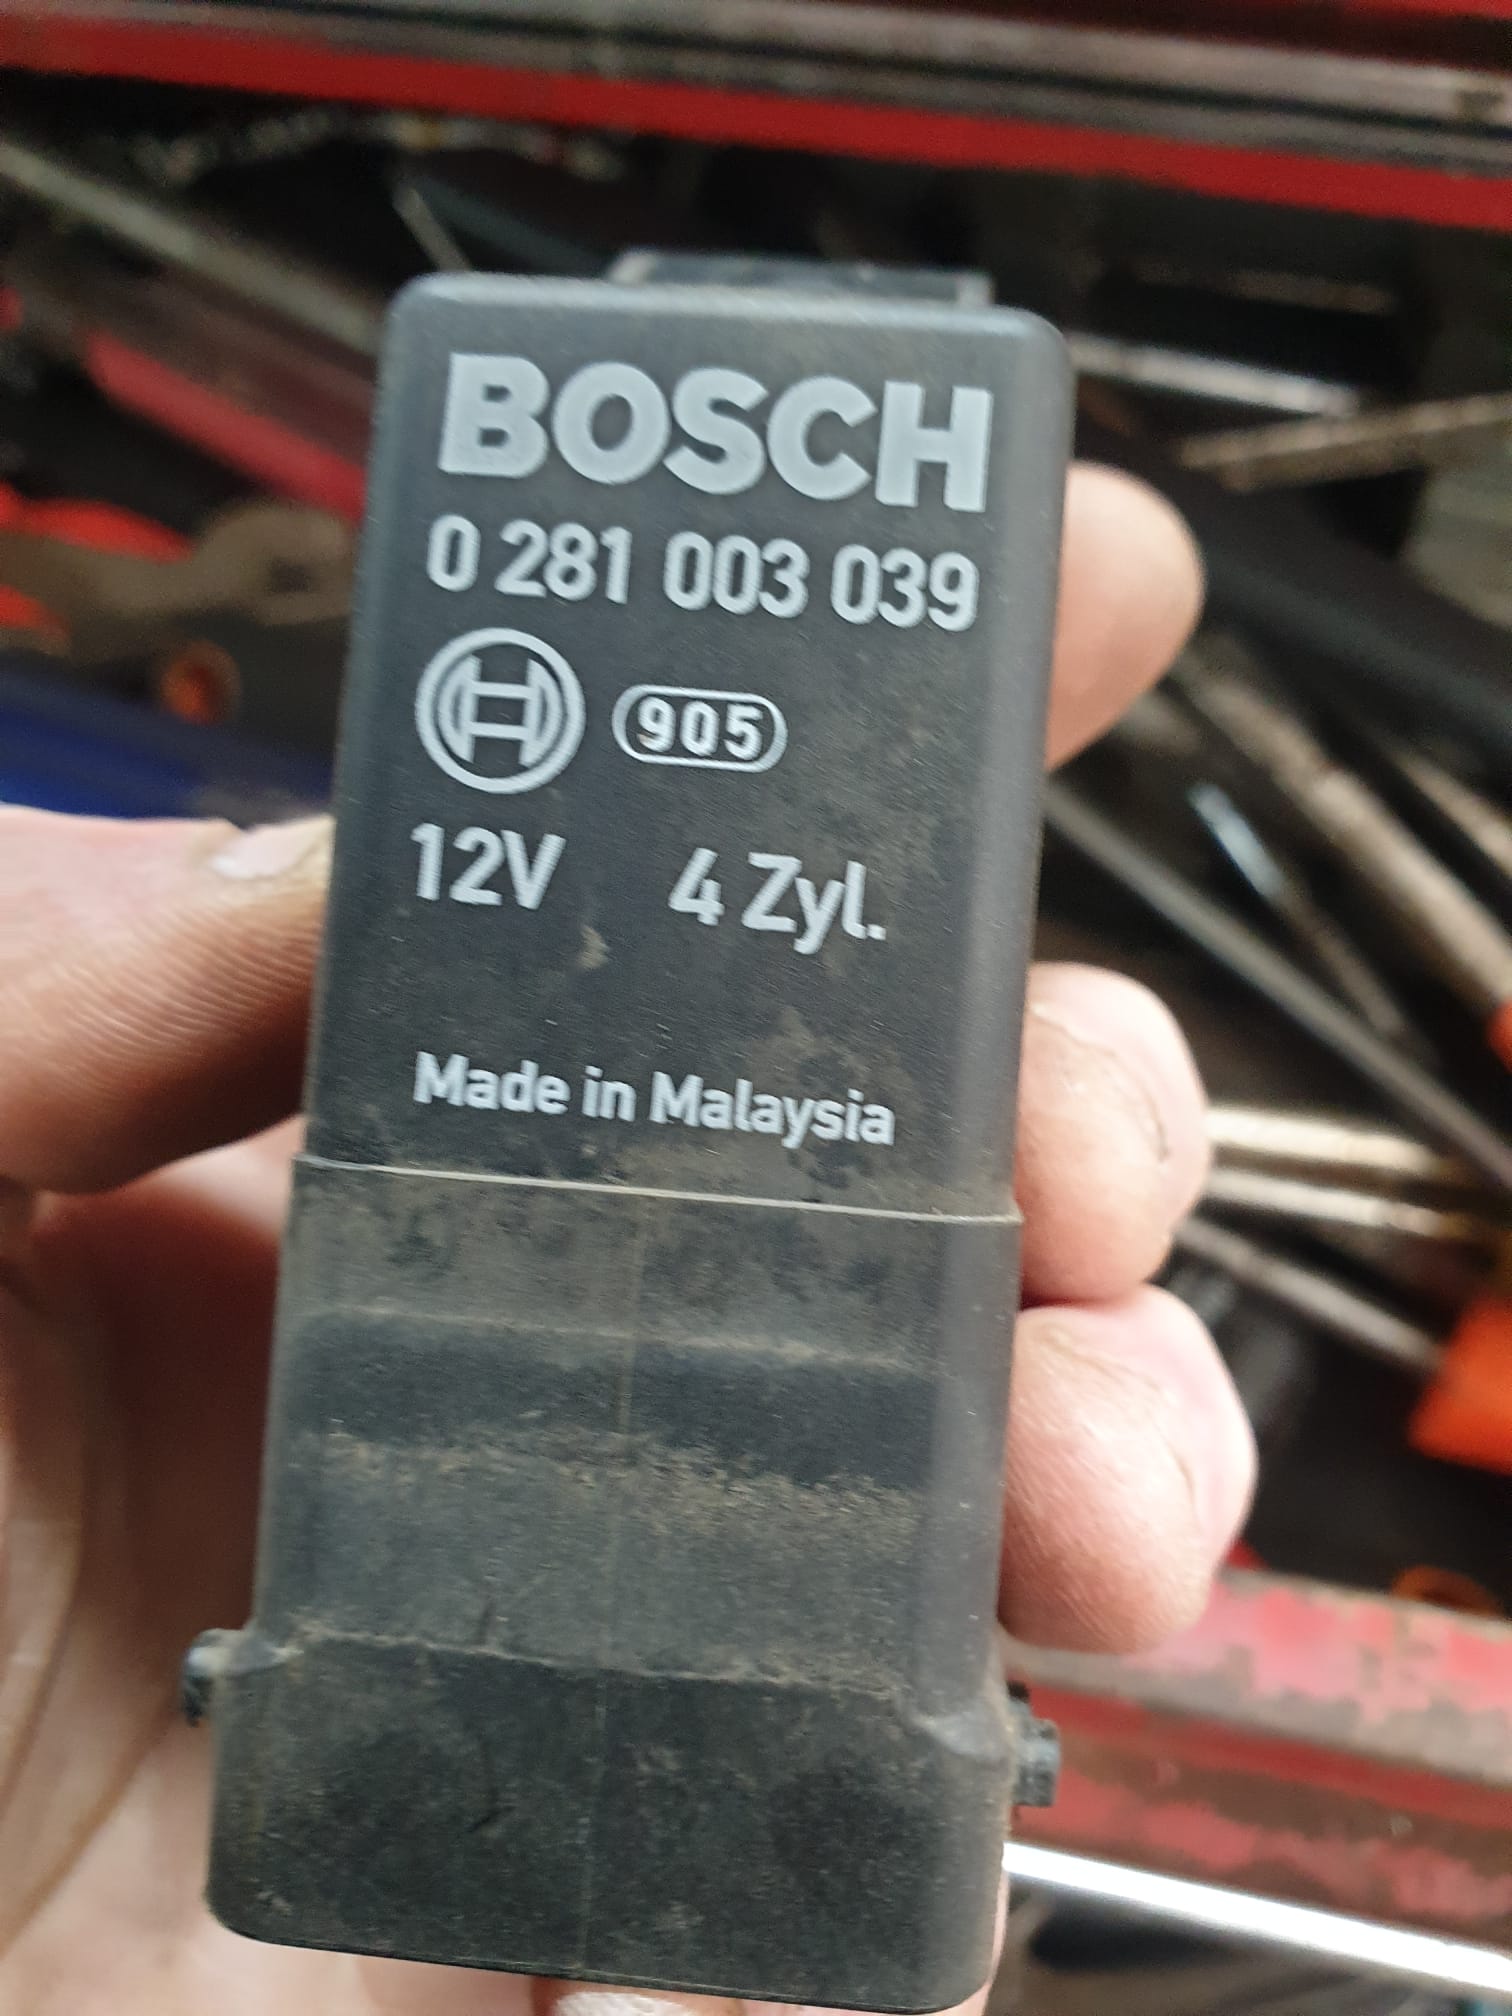 BOSCH
0 281 003 039
905
12V 4 Zyl.
Made in Malaysia